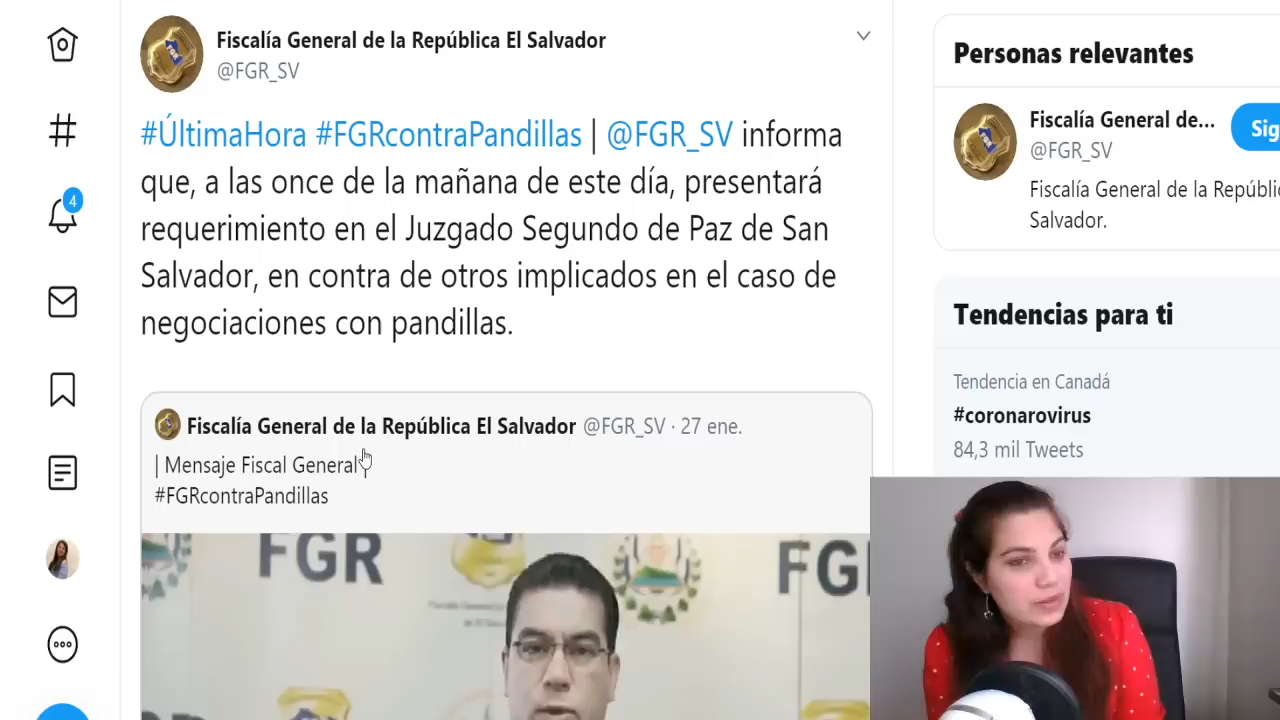 Fiscalía General de la República El Salvador
@FGR_SV
#ÚltimaHora #FGRcontraPandillas | @FGR_SV informa
que, a las once de la mañana de este día, presentará
requerimiento en el Juzgado Segundo de Paz de San
Salvador, en contra de otros implicados en el caso de
negociaciones con pandillas.
Fiscalía General de la República El Salvador @FGR_SV · 27 ene.
| Mensaje Fiscal General
#FGRcontraPandillas
FGR
FG
4
Personas relevantes
Fiscalía General de...
@FGR_SV
Sig
Fiscalía General de la Repúblic
Salvador.
Tendencias para ti
Tendencia en Canadá
#coronarovirus
84,3 mil Tweets